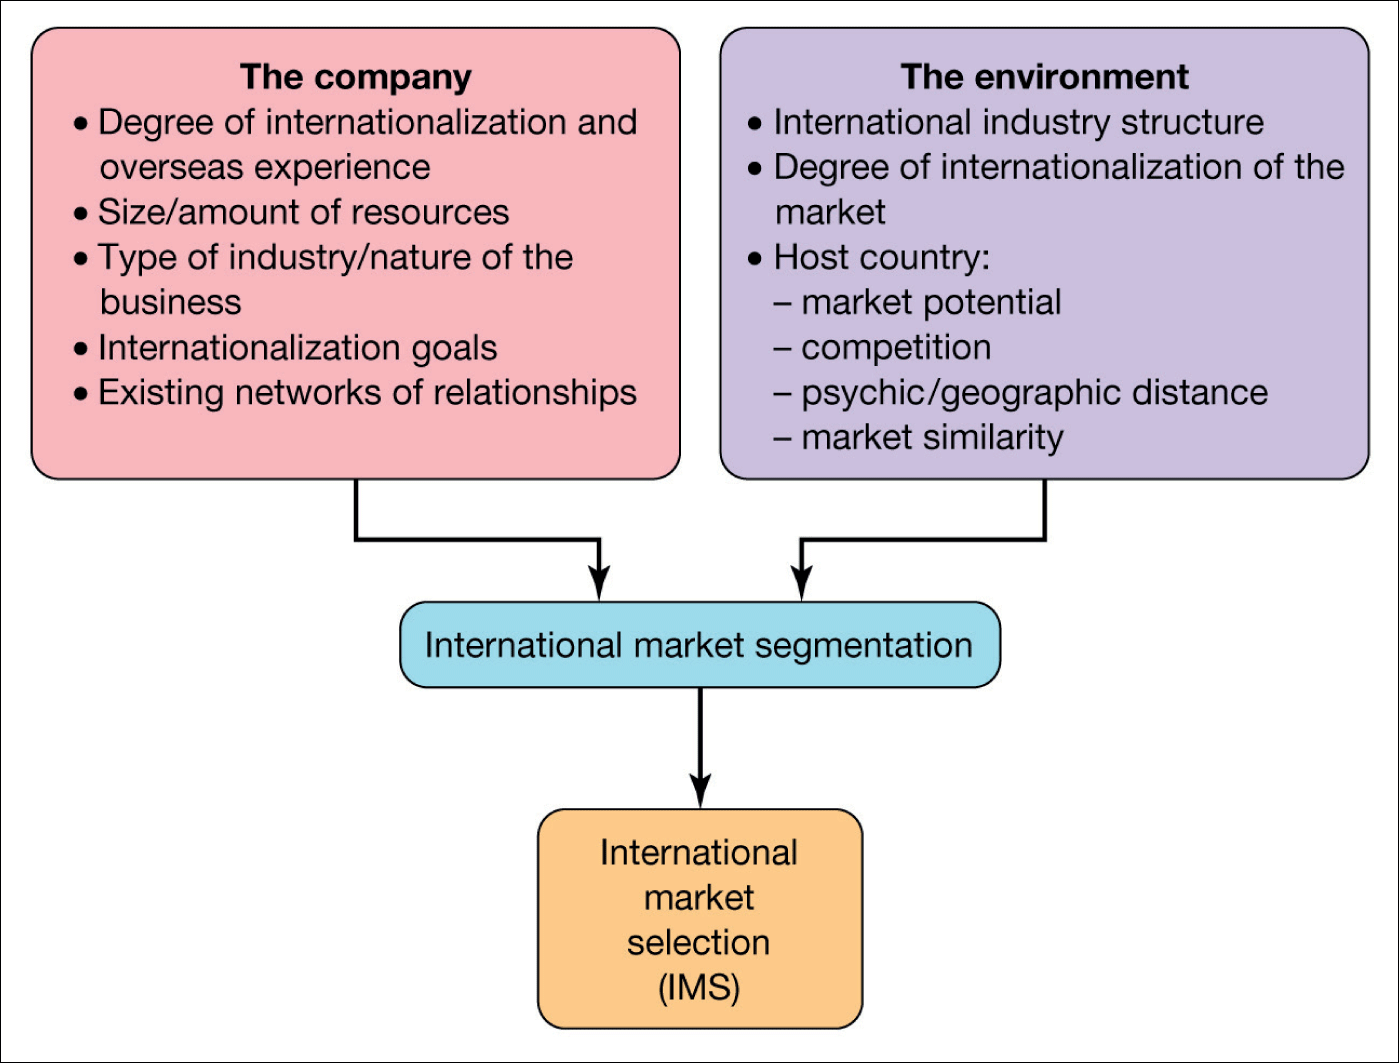 The company
• Degree of internationalization and
overseas experience
• Size/amount of resources
• Type of industry/nature of the
business
• Internationalization goals
• Existing networks of relationships
The environment
• International industry structure
• Degree of internationalization of the
market
• Host country:
– market potential
– competition
– psychic/geographic distance
– market similarity
International market segmentation
International
market
selection
(IMS)